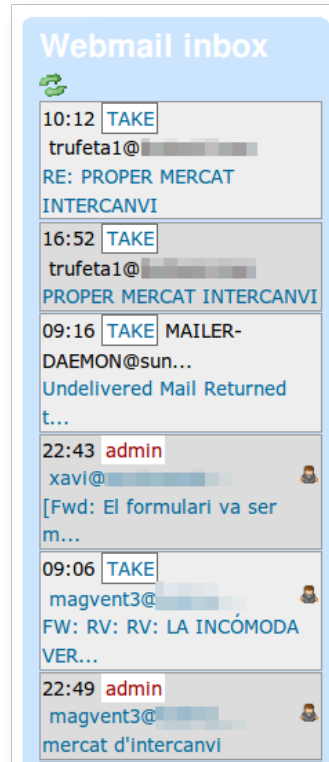 Webmail inbox
10:12 TAKE
trufeta1@
RE: PROPER MERCAT
INTERCANVI
16:52 TAKE
trufeta1@
PROPER MERCAT INTERCANVI
09:16 TAKE MAILER-
DAEMON@sun...
Undelivered Mail Returned
t...
22:43 admin
xavi@
[Fwd: El formulari va ser
m...
09:06 TAKE
magvent3@
FW: RV: RV: LA INCÓMODA
VER...
22:49 admin
magvent3@
mercat d'intercanvi